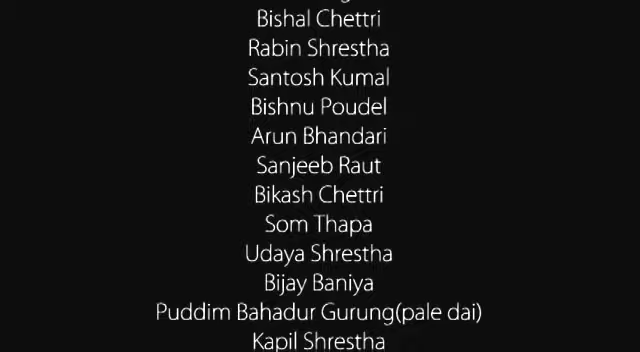 Bishal Chettri
Rabin Shrestha
Santosh Kumal
Bishnu Poudel
Arun Bhandari
Sanjeeb Raut
Bikash Chettri
Som Thapa
Udaya Shrestha
Bijay Baniya
Puddim Bahadur Gurung(pale dai)
Kapil Shrestha